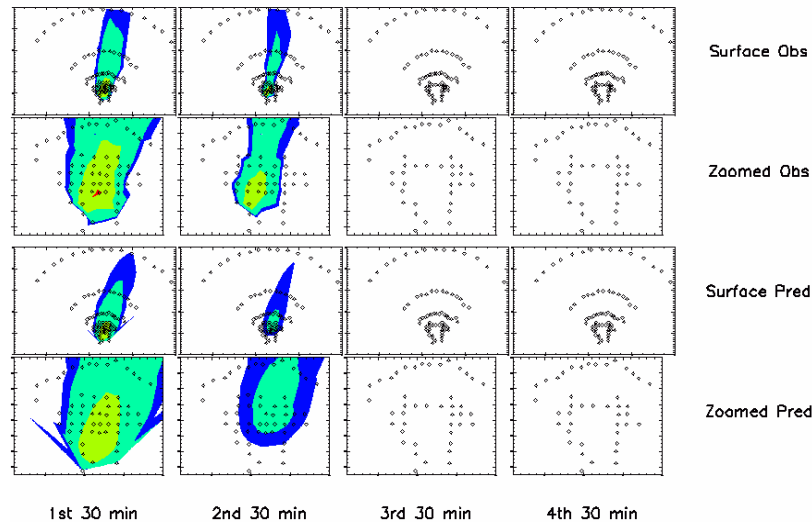 Surface Obs
Zoomed Obs
Surface Pred
Zoomed Pred
1st 30 min
2nd 30 min
3rd 30 min
4th 30 min